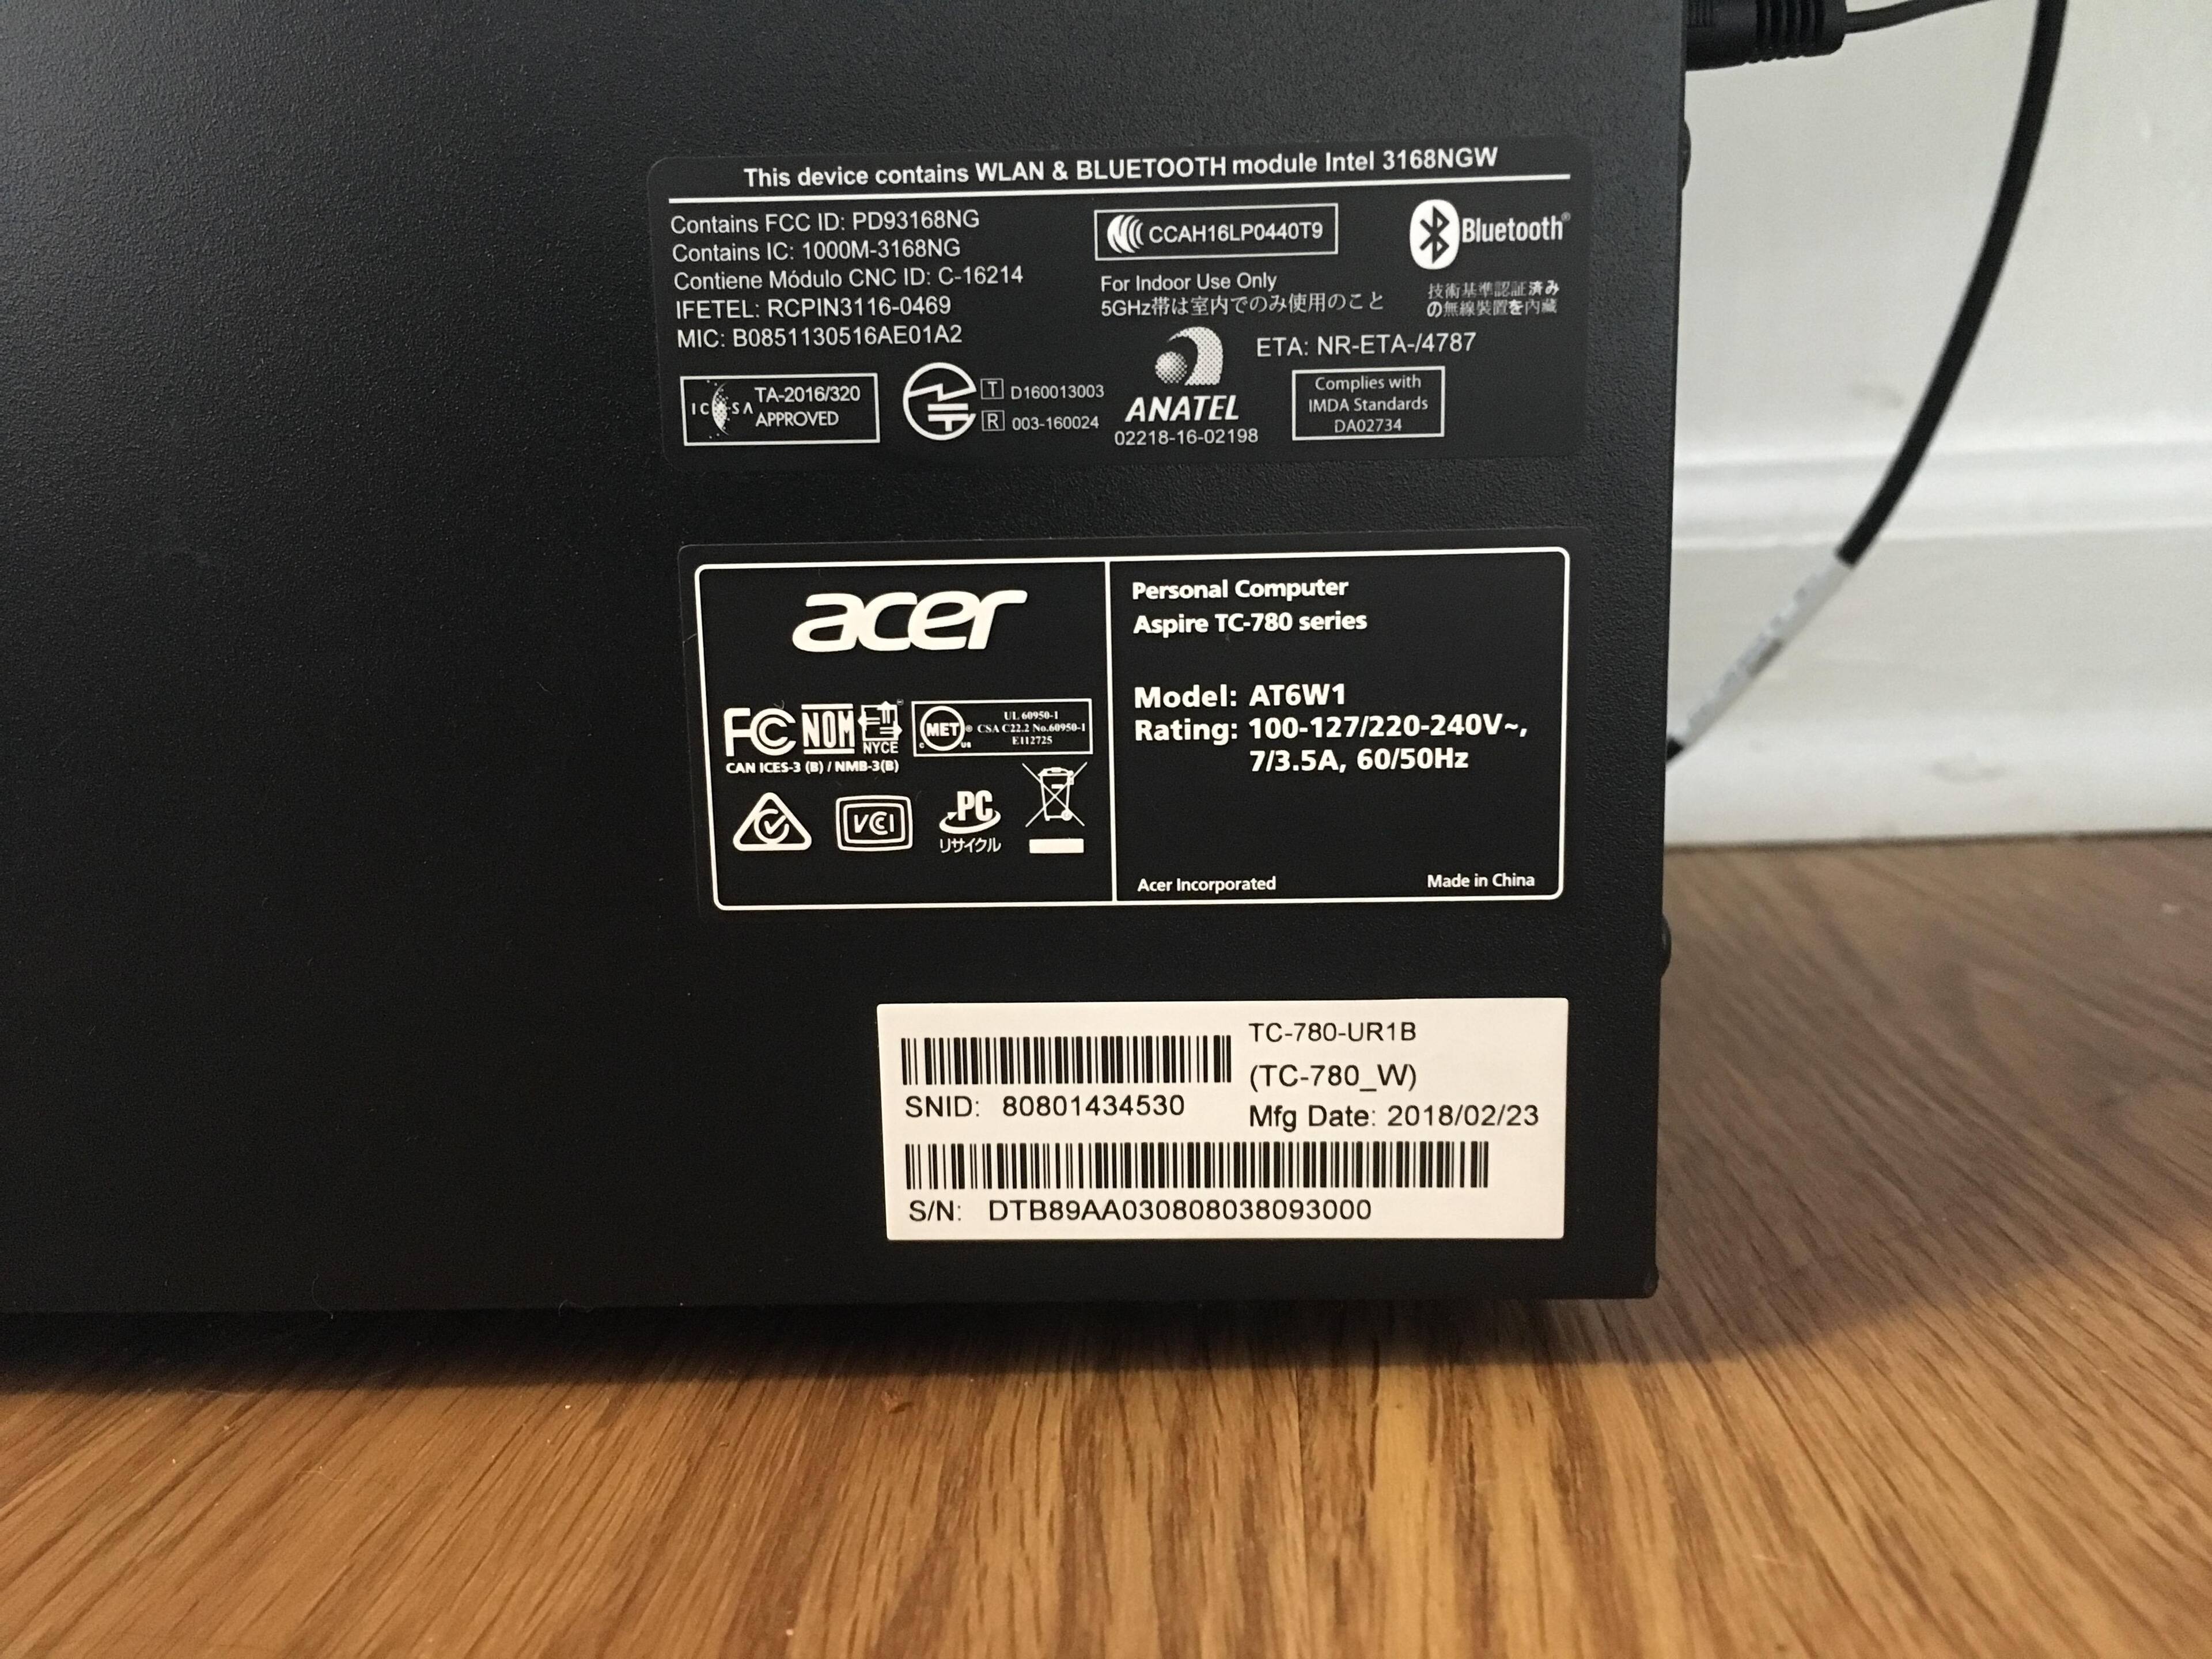 This device contains WLAN & BLUETOOTH module Intel 3168NGW
Contains FCC ID: PD93168NG
Contains IC: 1000M-3168NG
Contiene Módulo CNC ID: C-16214
IFETEL: RCPIN3116-0469
MIC: B0851130516AE01A2
CCAH16LP0440T9
Bluetooth®
For Indoor Use Only
5GHz帯は室内でのみ使用のこと
技術基準認証済み
の無線装置を内蔵
ETA: NR-ETA-/4787
ICASA TA-2016/320
APPROVED
T D160013003
R 003-160024
ANATEL
02218-16-02198
Complies with
IMDA Standards
DA02734
acer
FC NOM NYCE
CAN ICES-3 (B) / NMB-3(B)
MET® c us
UL 60950-1
CSA C22.2 No.60950-1
E112725
VCI
PC
リサイクル
Personal Computer
Aspire TC-780 series
Model: AT6W1
Rating: 100-127/220-240V~,
7/3.5A, 60/50Hz
Acer Incorporated
Made in China
TC-780-UR1B
(TC-780_W)
SNID: 80801434530
Mfg Date: 2018/02/23
S/N: DTB89AA030808038093000